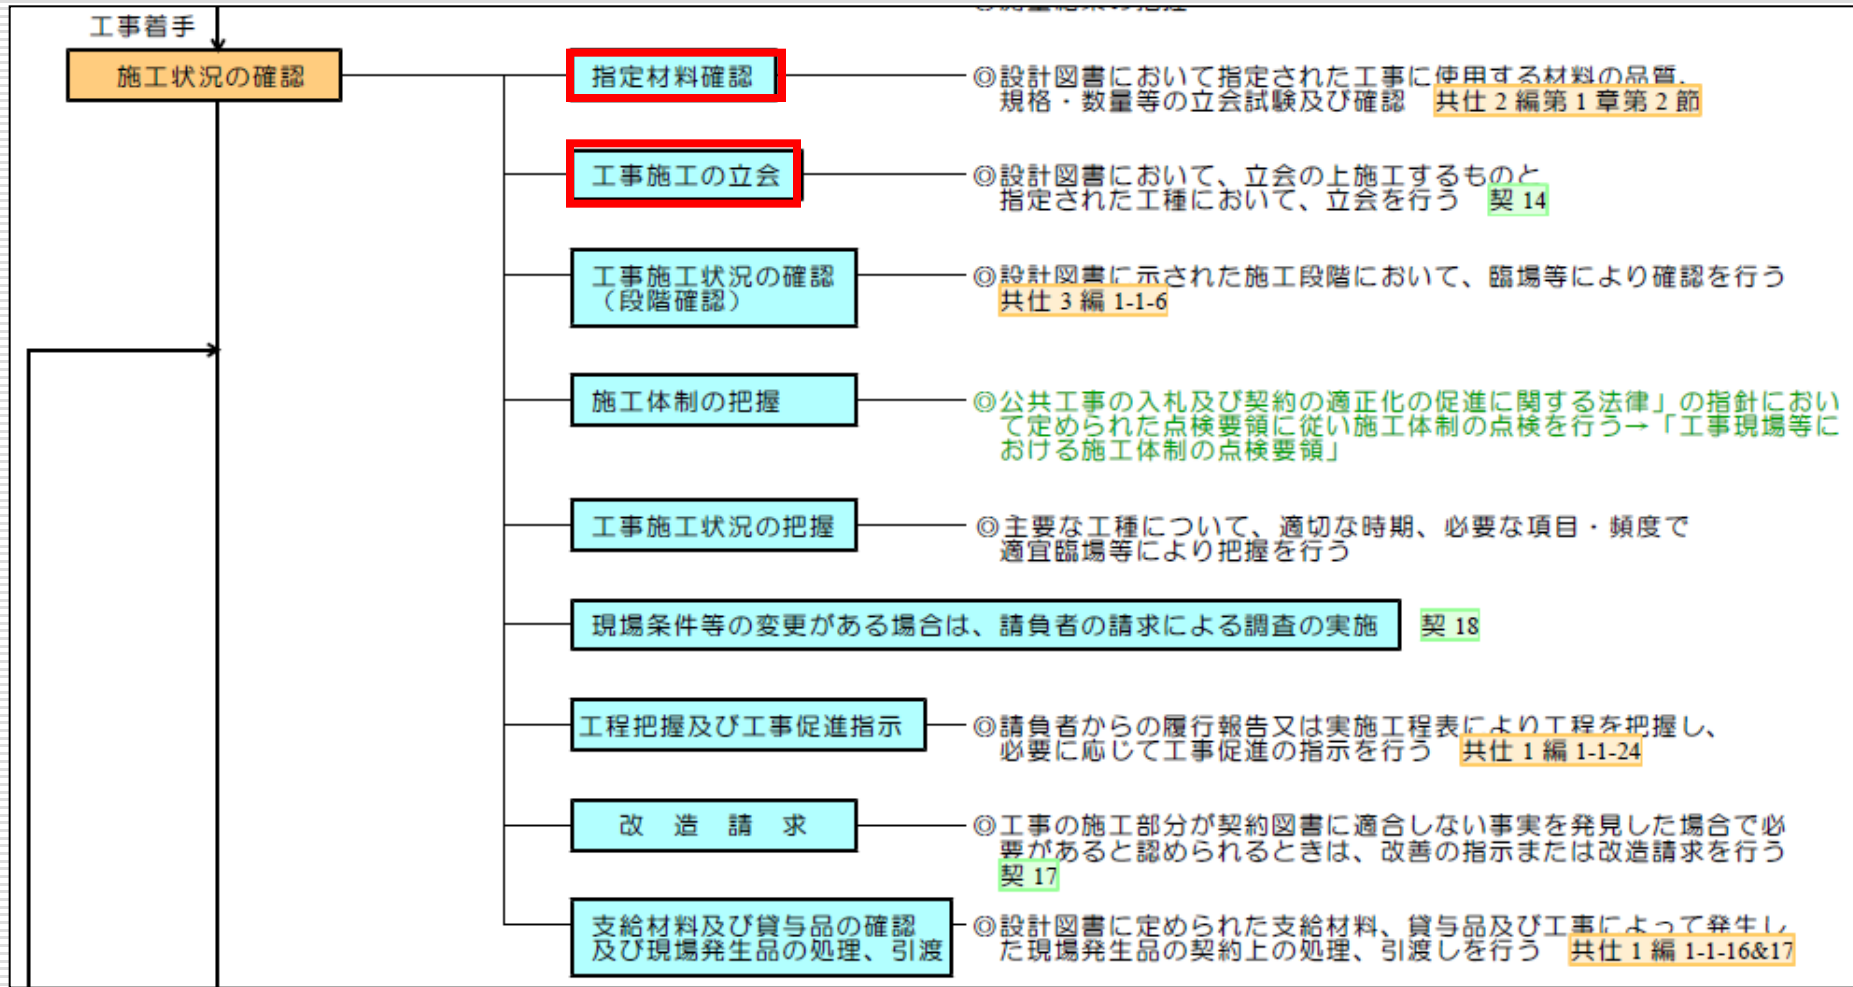 工事着手
施工状況の確認
指定材料確認
◎設計図書において指定された工事に使用する材料の品質、
規格・数量等の立会試験及び確認 共仕 2 編第 1 章第 2 節
工事施工の立会
◎設計図書において、立会の上施工するものと
指定された工種において、立会を行う 契 14
工事施工状況の確認
（段階確認）
◎設計図書に示された施工段階において、臨場等により確認を行う
共仕 3 編 1-1-6
施工体制の把握
◎公共工事の入札及び契約の適正化の促進に関する法律」の指針におい
て定められた点検要領に従い施工体制の点検を行う→「工事現場等に
おける施工体制の点検要領」
工事施工状況の把握
◎主要な工種について、適切な時期、必要な項目・頻度で
適宜臨場等により把握を行う
現場条件等の変更がある場合は、請負者の請求による調査の実施 契 18
工程把握及び工事促進指示
◎請負者からの履行報告又は実施工程表により工程を把握し、
必要に応じて工事促進の指示を行う 共仕 1 編 1-1-24
改 造 請 求
◎工事の施工部分が契約図書に適合しない事実を発見した場合で必
要があると認められるときは、改善の指示または改造請求を行う
契 17
支給材料及び貸与品の確認
及び現場発生品の処理、引渡
◎設計図書に定められた支給材料、貸与品及び工事によって発生し
た現場発生品の契約上の処理、引渡しを行う 共仕 1 編 1-1-16&17